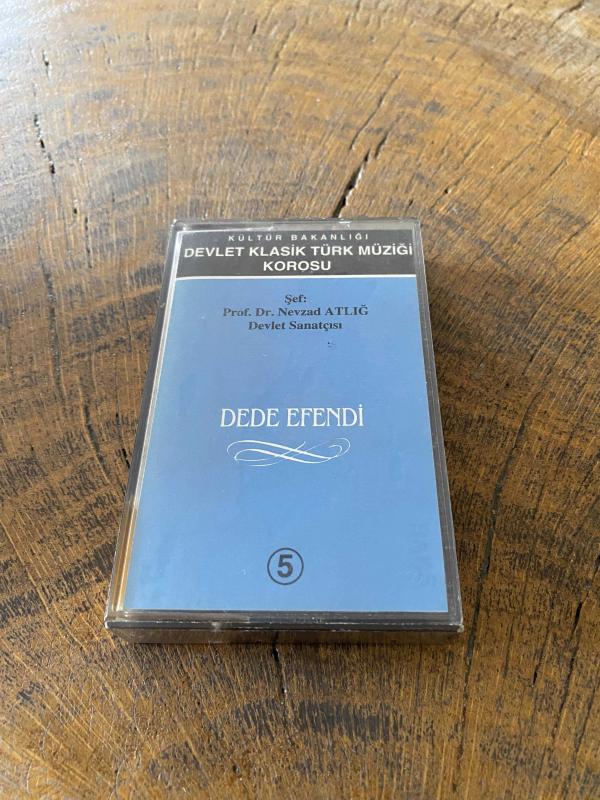 KÜLTÜR BAKANLIĞI
DEVLET KLASİK TÜRK MÜZİĞİ
KOROSU
Şef:
Prof. Dr. Nevzad ATLIĞ
Devlet Sanatçısı
DEDE EFENDİ
5